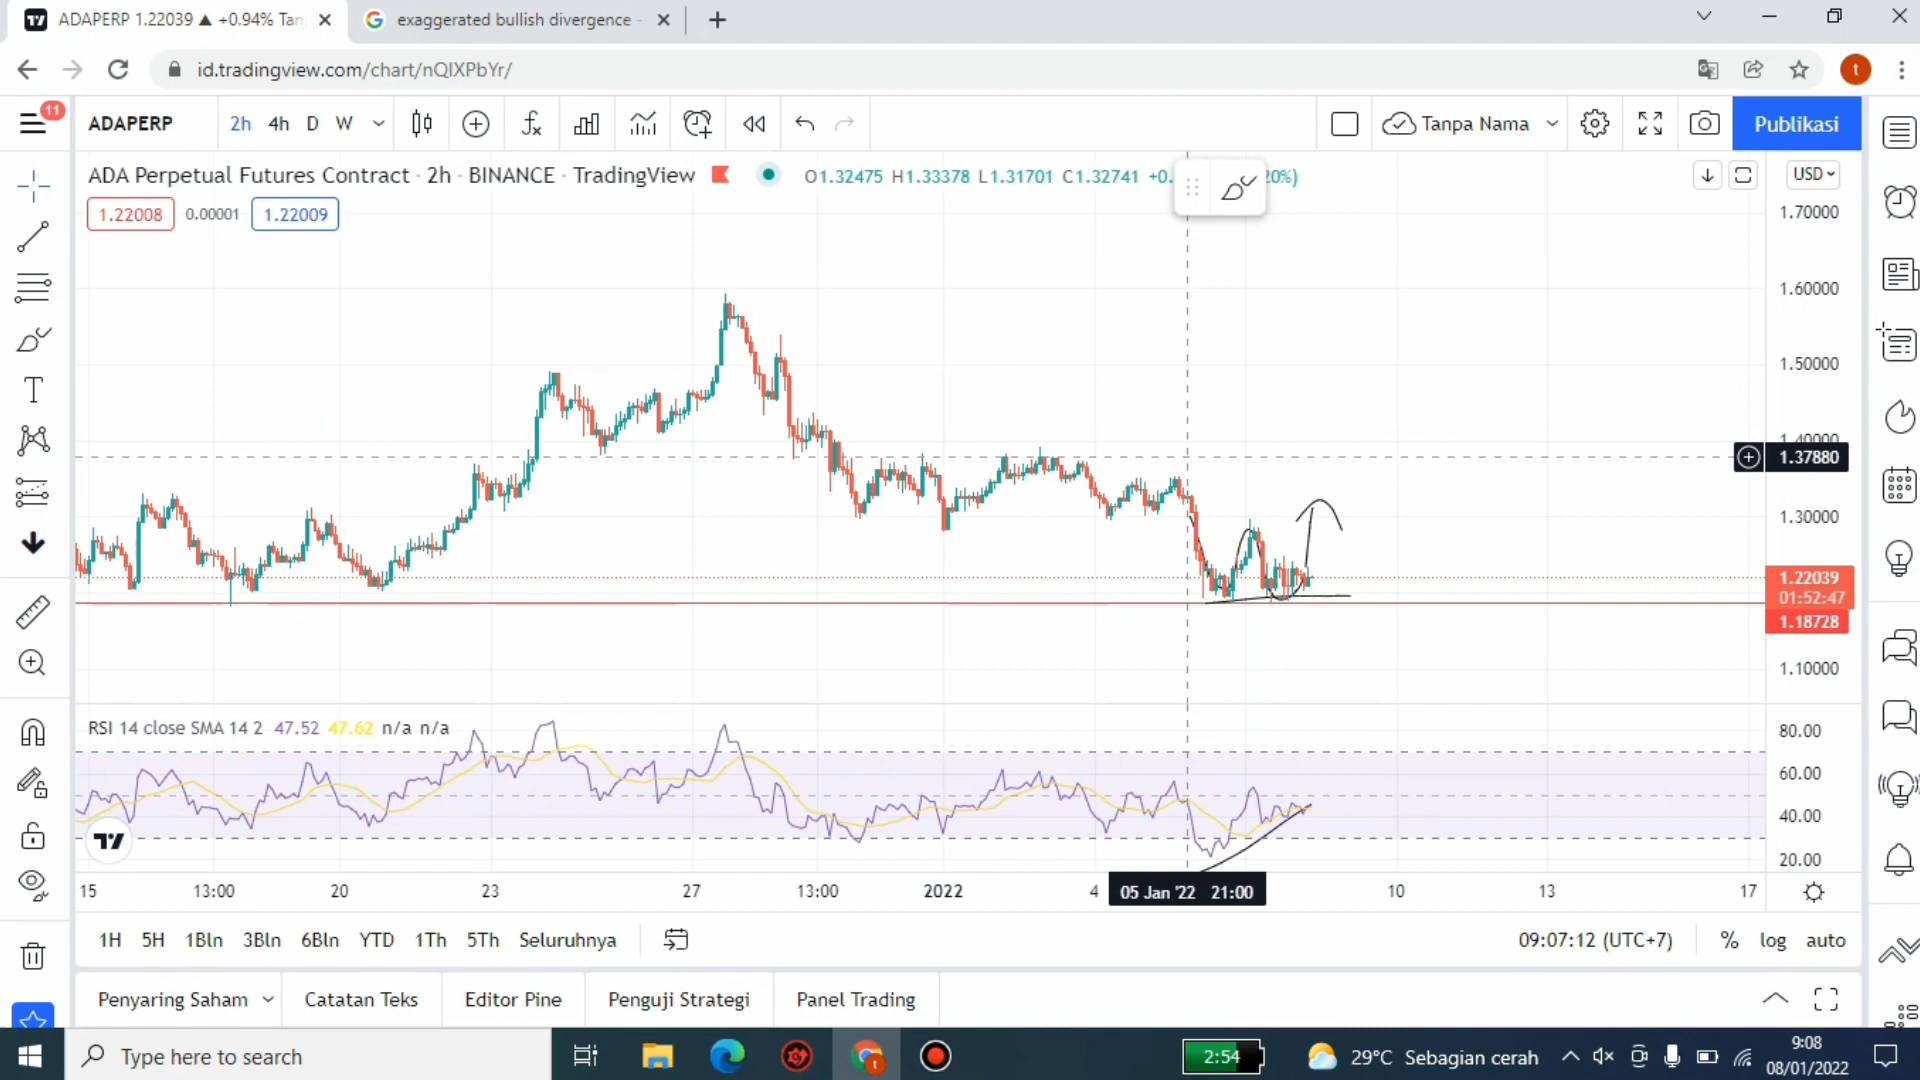 ADAPERP 1.22039 ▲ +0.94% Tan
exaggerated bullish divergence -
id.tradingview.com/chart/nQIXPbYr/
11
ADAPERP
2h 4h D W
Tanpa Nama
Publikasi
ADA Perpetual Futures Contract · 2h · BINANCE · TradingView
O1.32475 H1.33378 L1.31701 C1.32741 +0. 20%)
USD
1.22008 0.00001 1.22009
1.70000
1.60000
1.50000
1.40000
1.37880
1.30000
1.22039
01:52:47
1.18728
1.10000
RSI 14 close SMA 14 2 47.52 47.62 n/a n/a
80.00
60.00
40.00
20.00
15 13:00 20 23 27 13:00 2022 4 05 Jan '22 21:00 10 13 17
1H 5H 1Bln 3Bln 6Bln YTD 1Th 5Th Seluruhnya
09:07:12 (UTC+7) % log auto
Penyaring Saham Catatan Teks Editor Pine Penguji Strategi Panel Trading
Type here to search
2:54
29°C Sebagian cerah
9:08
08/01/2022